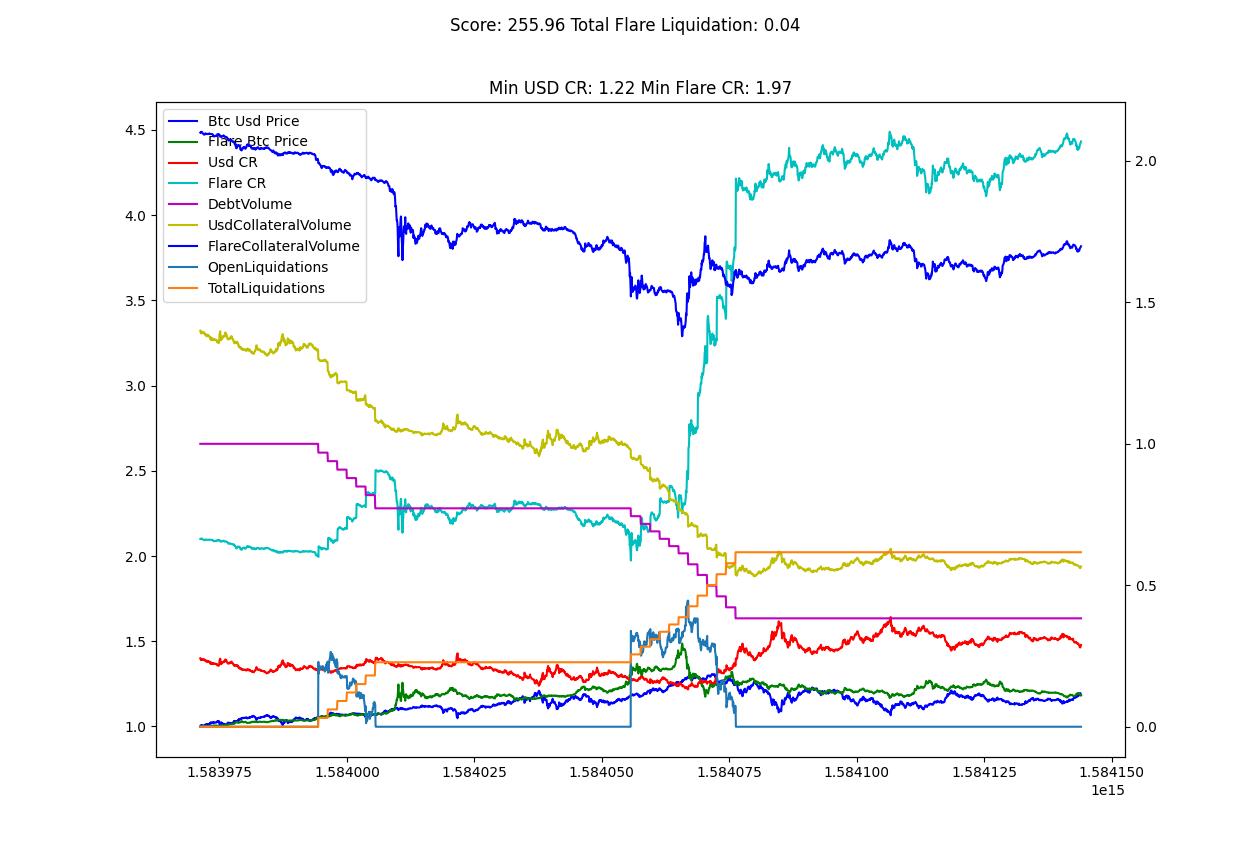 Score: 255.96 Total Flare Liquidation: 0.04
Min USD CR: 1.22 Min Flare CR: 1.97
Btc Usd Price
Flare Btc Price
Usd CR
Flare CR
DebtVolume
UsdCollateralVolume
FlareCollateralVolume
OpenLiquidations
TotalLiquidations
4.5
4.0
3.5
3.0
2.5
2.0
1.5
1.0
2.0
1.5
1.0
0.5
0.0
1.583975 1.584000 1.584025 1.584050 1.584075 1.584100 1.584125 1.584150
1e15